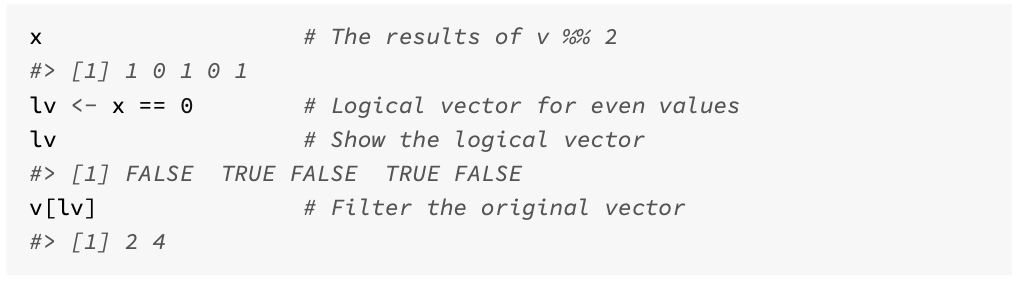 x                    # The results of v %% 2
#> [1] 1 0 1 0 1
lv <- x == 0         # Logical vector for even values
lv                   # Show the logical vector
#> [1] FALSE  TRUE FALSE  TRUE FALSE
v[lv]                # Filter the original vector
#> [1] 2 4